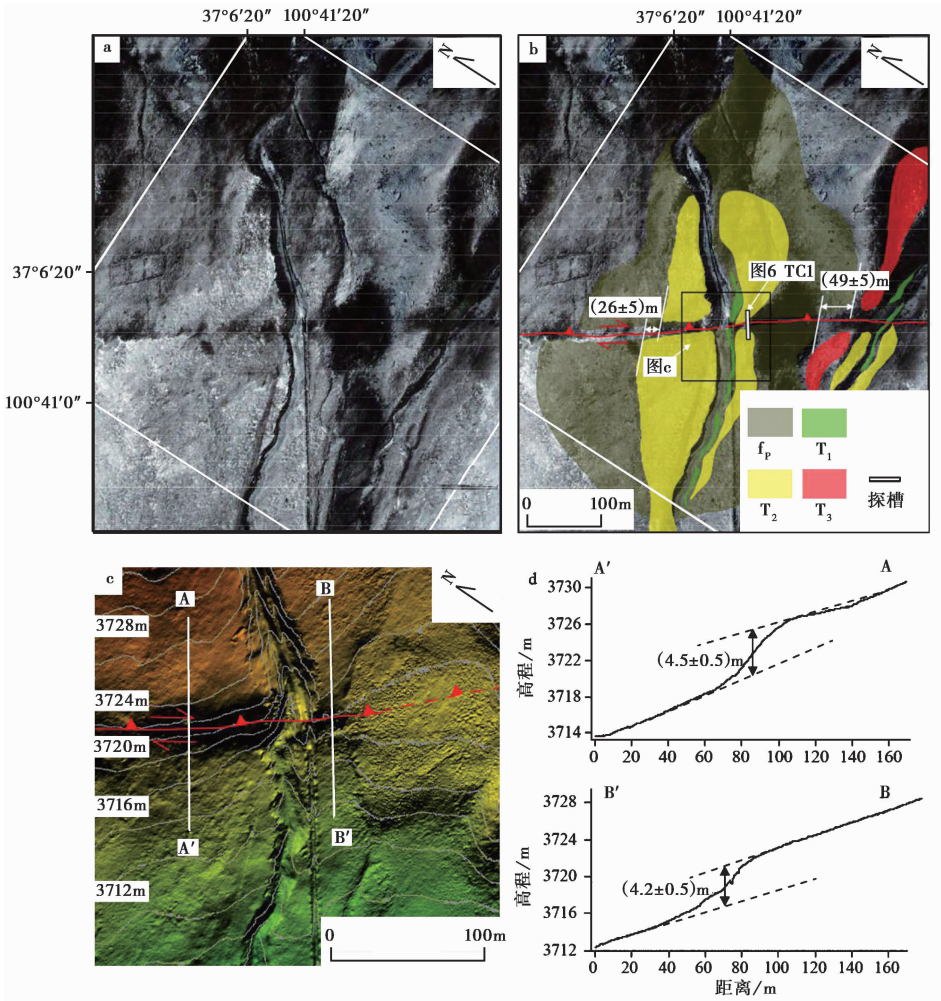 37°6′20″ 100°41′20″
37°6′20″ 100°41′20″
a
N
b
N
37°6′20″
100°41′0″
图6 TC1
(49±5)m
(26±5)m
图c
fP
T1
T2
T3
探槽
0 100m
c
N
A
B
3728m
3724m
3720m
3716m
3712m
A′
B′
0 100m
d
A′ A
3730
3726
3722
3718
3714
高程/m
(4.5±0.5)m
0 20 40 60 80 100 120 140 160
B′ B
3728
3724
3720
3716
3712
高程/m
(4.2±0.5)m
0 20 40 60 80 100 120 140 160
距离/m